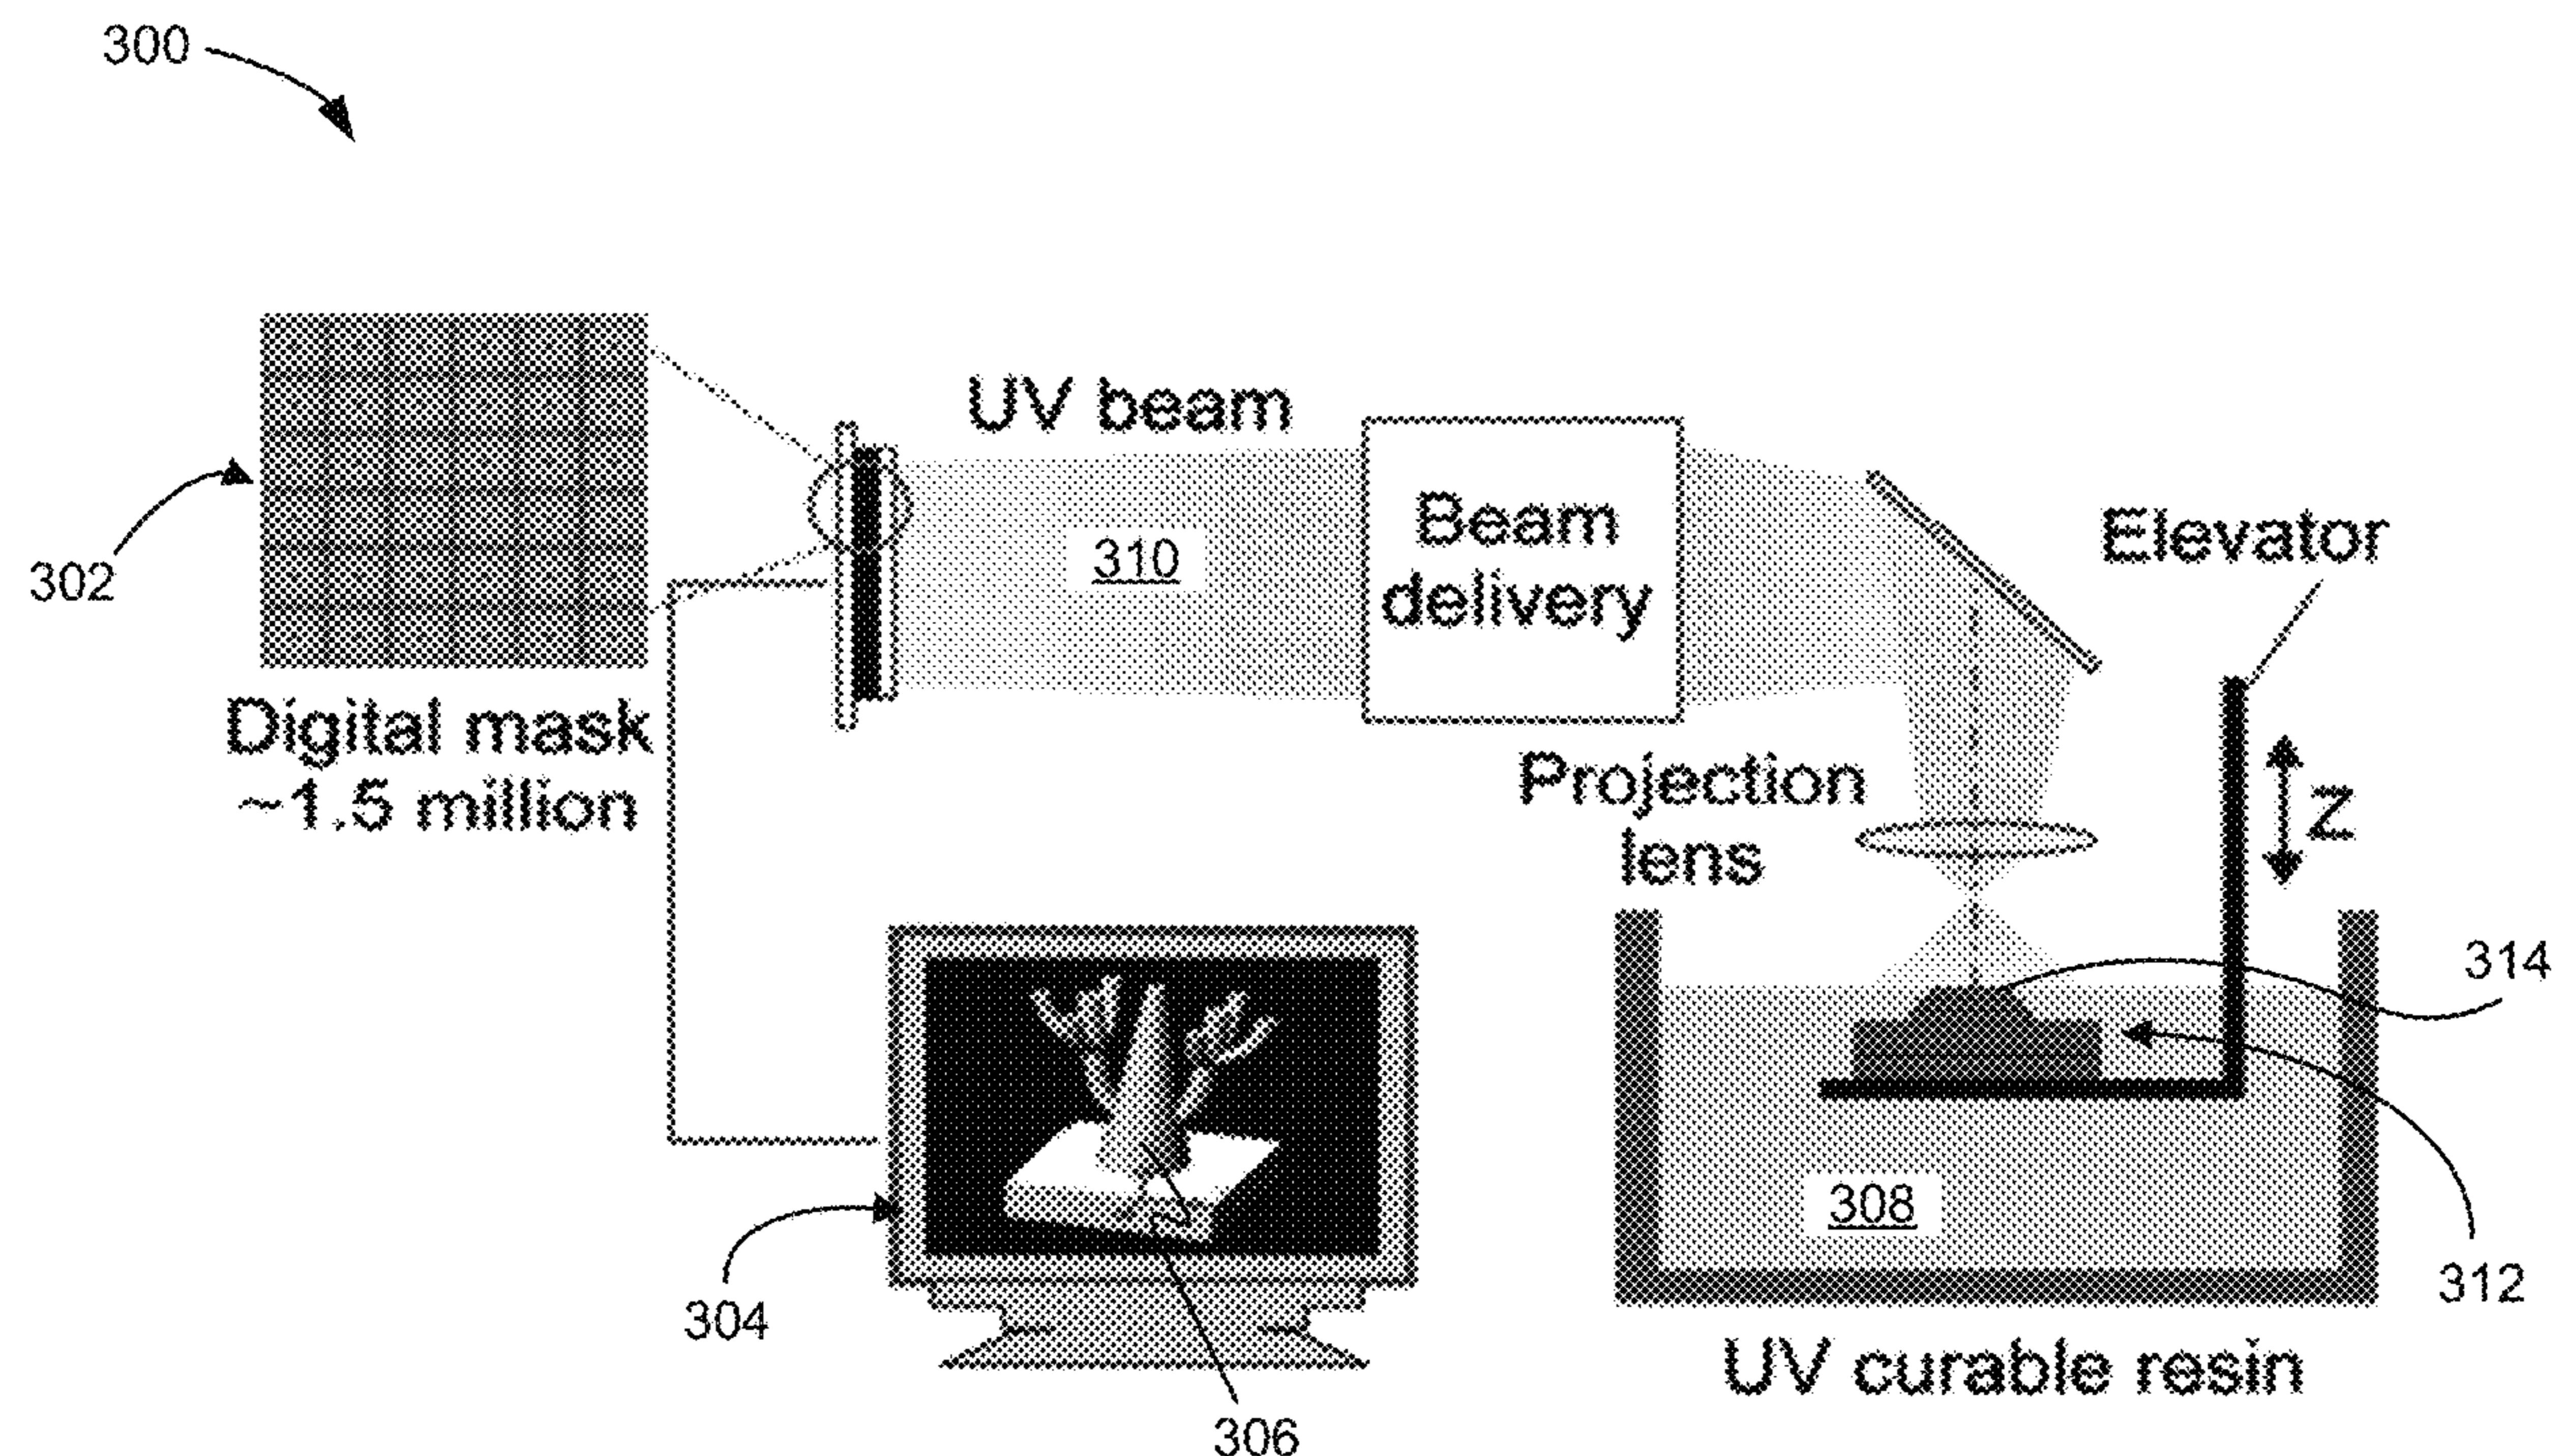 300
302
Digital mask
~1.5 million
UV beam
310
Beam
delivery
Elevator
Projection
lens
Z
314
304
306
308
312
UV curable resin